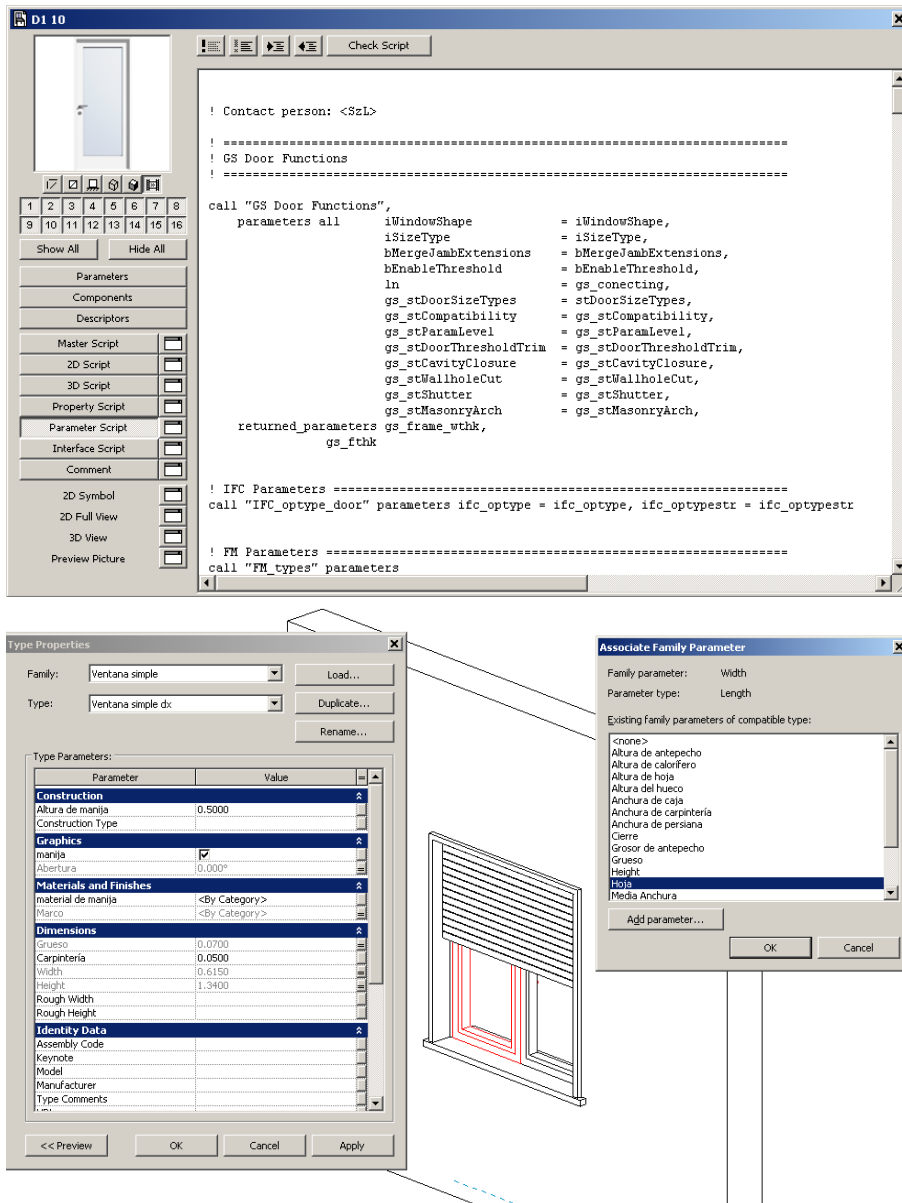 D1 10
Check Script
! Contact person: <SzL>
! ==========================================================================
! GS Door Functions
! ==========================================================================
call "GS Door Functions",
parameters all iWindowShape = iWindowShape,
iSizeType = iSizeType,
bMergeJambExtensions = bMergeJambExtensions,
bEnableThreshold = bEnableThreshold,
ln = gs_conecting,
gs_stDoorSizeTypes = stDoorSizeTypes,
gs_stCompatibility = gs_stCompatibility,
gs_stParamLevel = gs_stParamLevel,
gs_stDoorThresholdTrim = gs_stDoorThresholdTrim,
gs_stCavityClosure = gs_stCavityClosure,
gs_stWallholeCut = gs_stWallholeCut,
gs_stShutter = gs_stShutter,
gs_stMasonryArch = gs_stMasonryArch,
returned_parameters gs_frame_wthk,
gs_fthk
! IFC Parameters ============================================================
call "IFC_optype_door" parameters ifc_optype = ifc_optype, ifc_optypestr = ifc_optypestr
! FM Parameters =============================================================
call "FM_types" parameters
1 2 3 4 5 6 7 8
9 10 11 12 13 14 15 16
Show All Hide All
Parameters
Components
Descriptors
Master Script
2D Script
3D Script
Property Script
Parameter Script
Interface Script
Comment
2D Symbol
2D Full View
3D View
Preview Picture
Type Properties
Family: Ventana simple Load...
Type: Ventana simple dx Duplicate...
Rename...
Type Parameters:
Parameter Value =
Construction
Altura de manija 0.5000
Construction Type
Graphics
manija
Abertura 0.000° =
Materials and Finishes
material de manija <By Category>
Marco <By Category> =
Dimensions
Grueso 0.0700 =
Carpintería 0.0500
Width 0.6150 =
Height 1.3400 =
Rough Width
Rough Height
Identity Data
Assembly Code
Keynote
Model
Manufacturer
Type Comments
<< Preview OK Cancel Apply
Associate Family Parameter
Family parameter: Width
Parameter type: Length
Existing family parameters of compatible type:
<none>
Altura de antepecho
Altura de calorífero
Altura de hoja
Altura del hueco
Anchura de caja
Anchura de carpintería
Anchura de persiana
Cierre
Grosor de antepecho
Grueso
Height
Hoja
Media Anchura
Add parameter...
OK Cancel